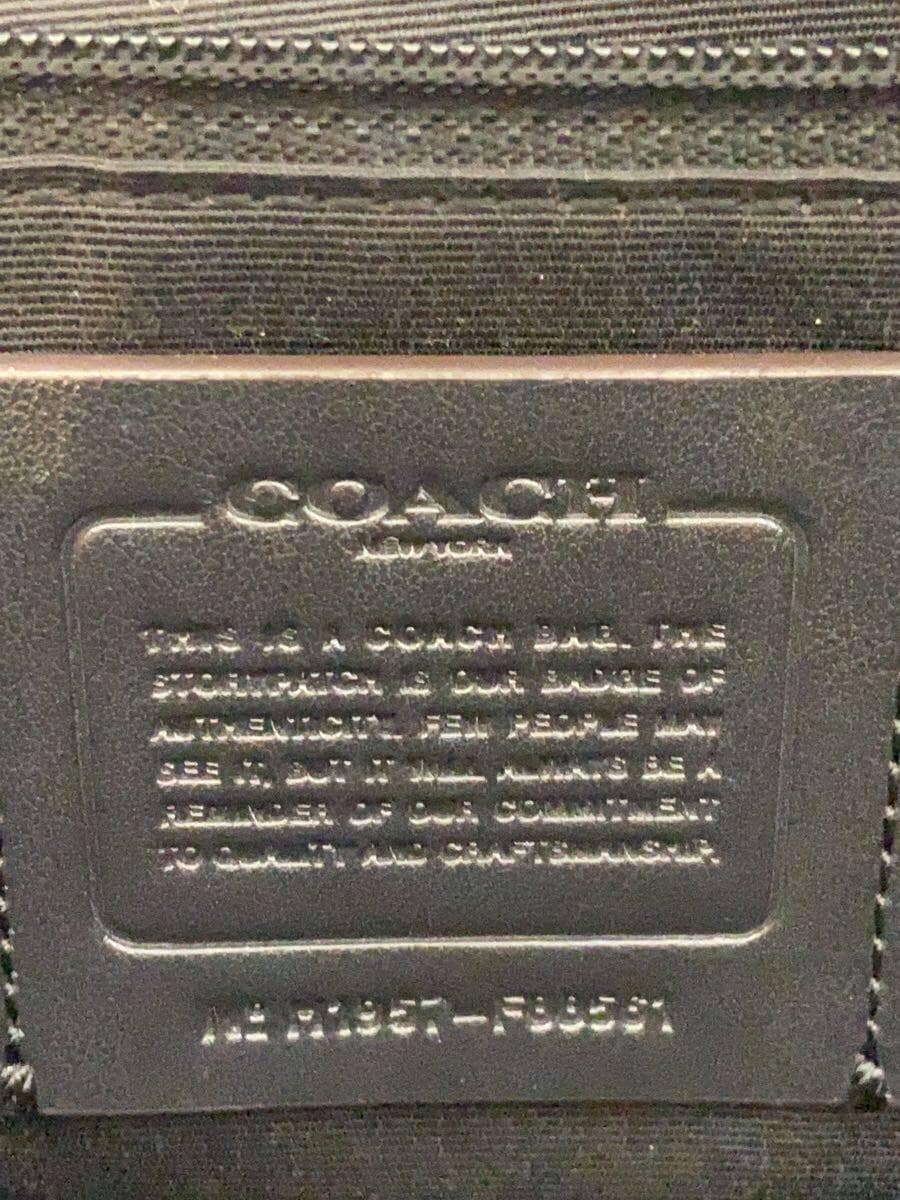 COACH
NEW YORK
THIS IS A COACH BAG. THE
STORYPATCH IS OUR BADGE OF
AUTHENTICITY. FEW PEOPLE MAY
SEE IT, BUT IT WILL ALWAYS BE A
REMINDER OF OUR COMMITMENT
TO QUALITY AND CRAFTSMANSHIP.